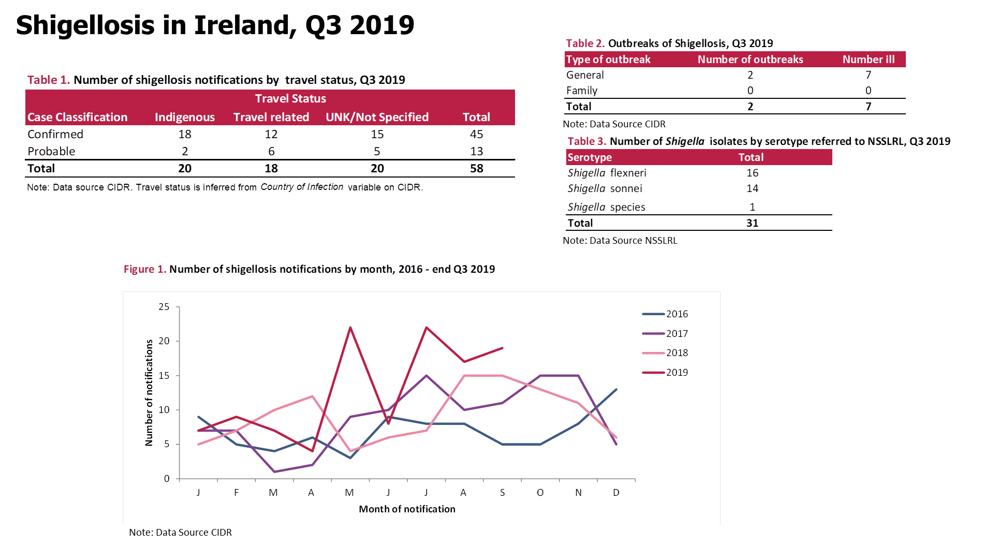 Shigellosis in Ireland, Q3 2019
Table 1. Number of shigellosis notifications by travel status, Q3 2019
Travel Status
Case Classification Indigenous Travel related UNK/Not Specified Total
Confirmed 18 12 15 45
Probable 2 6 5 13
Total 20 18 20 58
Note: Data source CIDR. Travel status is inferred from Country of Infection variable on CIDR.
Table 2. Outbreaks of Shigellosis, Q3 2019
Type of outbreak Number of outbreaks Number ill
General 2 7
Family 0 0
Total 2 7
Note: Data Source CIDR
Table 3. Number of Shigella isolates by serotype referred to NSSLRL, Q3 2019
Serotype Total
Shigella flexneri 16
Shigella sonnei 14
Shigella species 1
Total 31
Note: Data Source NSSLRL
Figure 1. Number of shigellosis notifications by month, 2016 - end Q3 2019
Number of notifications
25
20
15
10
5
0
J F M A M J J A S O N D
Month of notification
2016
2017
2018
2019
Note: Data Source CIDR